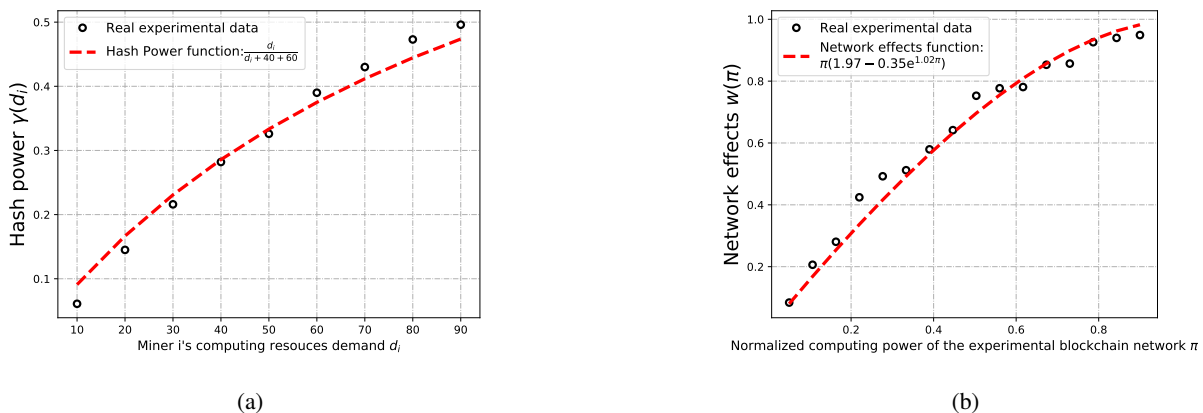 Hash power γ(d_i)
0.5
0.4
0.3
0.2
0.1
Real experimental data
Hash Power function: d_i / (d_i + 40 + 60)
10 20 30 40 50 60 70 80 90
Miner i's computing resouces demand d_i
(a)
Network effects w(π)
1.0
0.8
0.6
0.4
0.2
Real experimental data
Network effects function:
π(1.97 − 0.35e^{1.02π})
0.2 0.4 0.6 0.8
Normalized computing power of the experimental blockchain network π
(b)